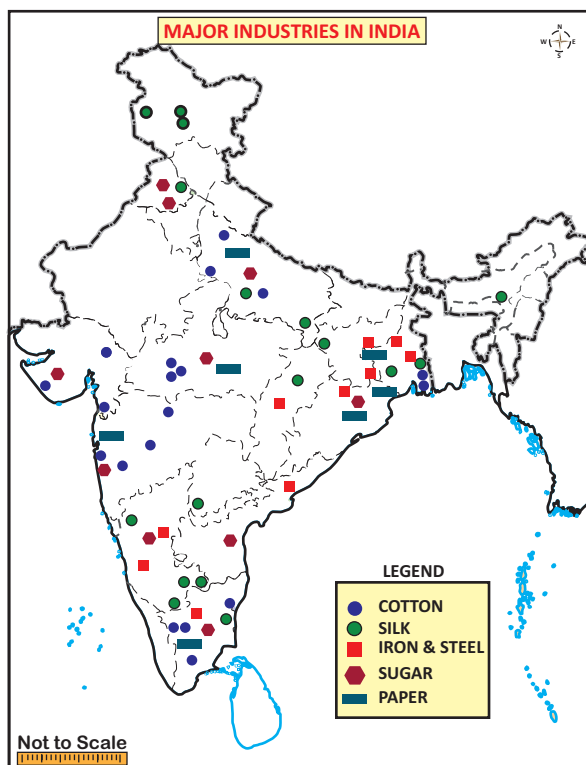 MAJOR INDUSTRIES IN INDIA
N
W E
S
LEGEND
COTTON
SILK
IRON & STEEL
SUGAR
PAPER
Not to Scale